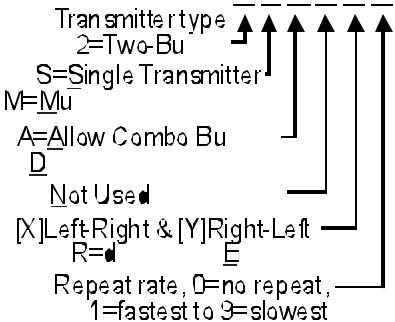 Transmitter type
2=Two-Bu
S=Single Transmitter
M=Mu
A=Allow Combo Bu
D
Not Used
[X]Left-Right & [Y]Right-Left
R=d E
Repeat rate, 0=no repeat,
1=fastest to 9=slowest